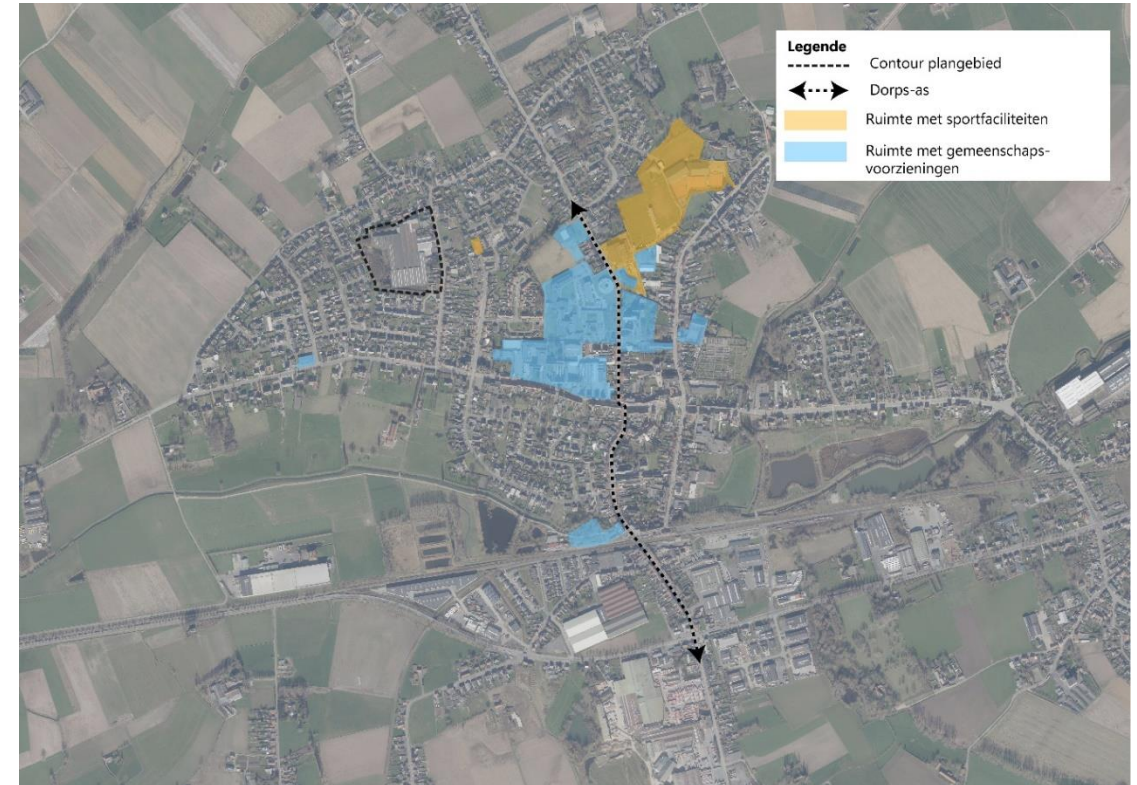 Legende
Contour plangebied
Dorps-as
Ruimte met sportfaciliteiten
Ruimte met gemeenschaps-
voorzieningen